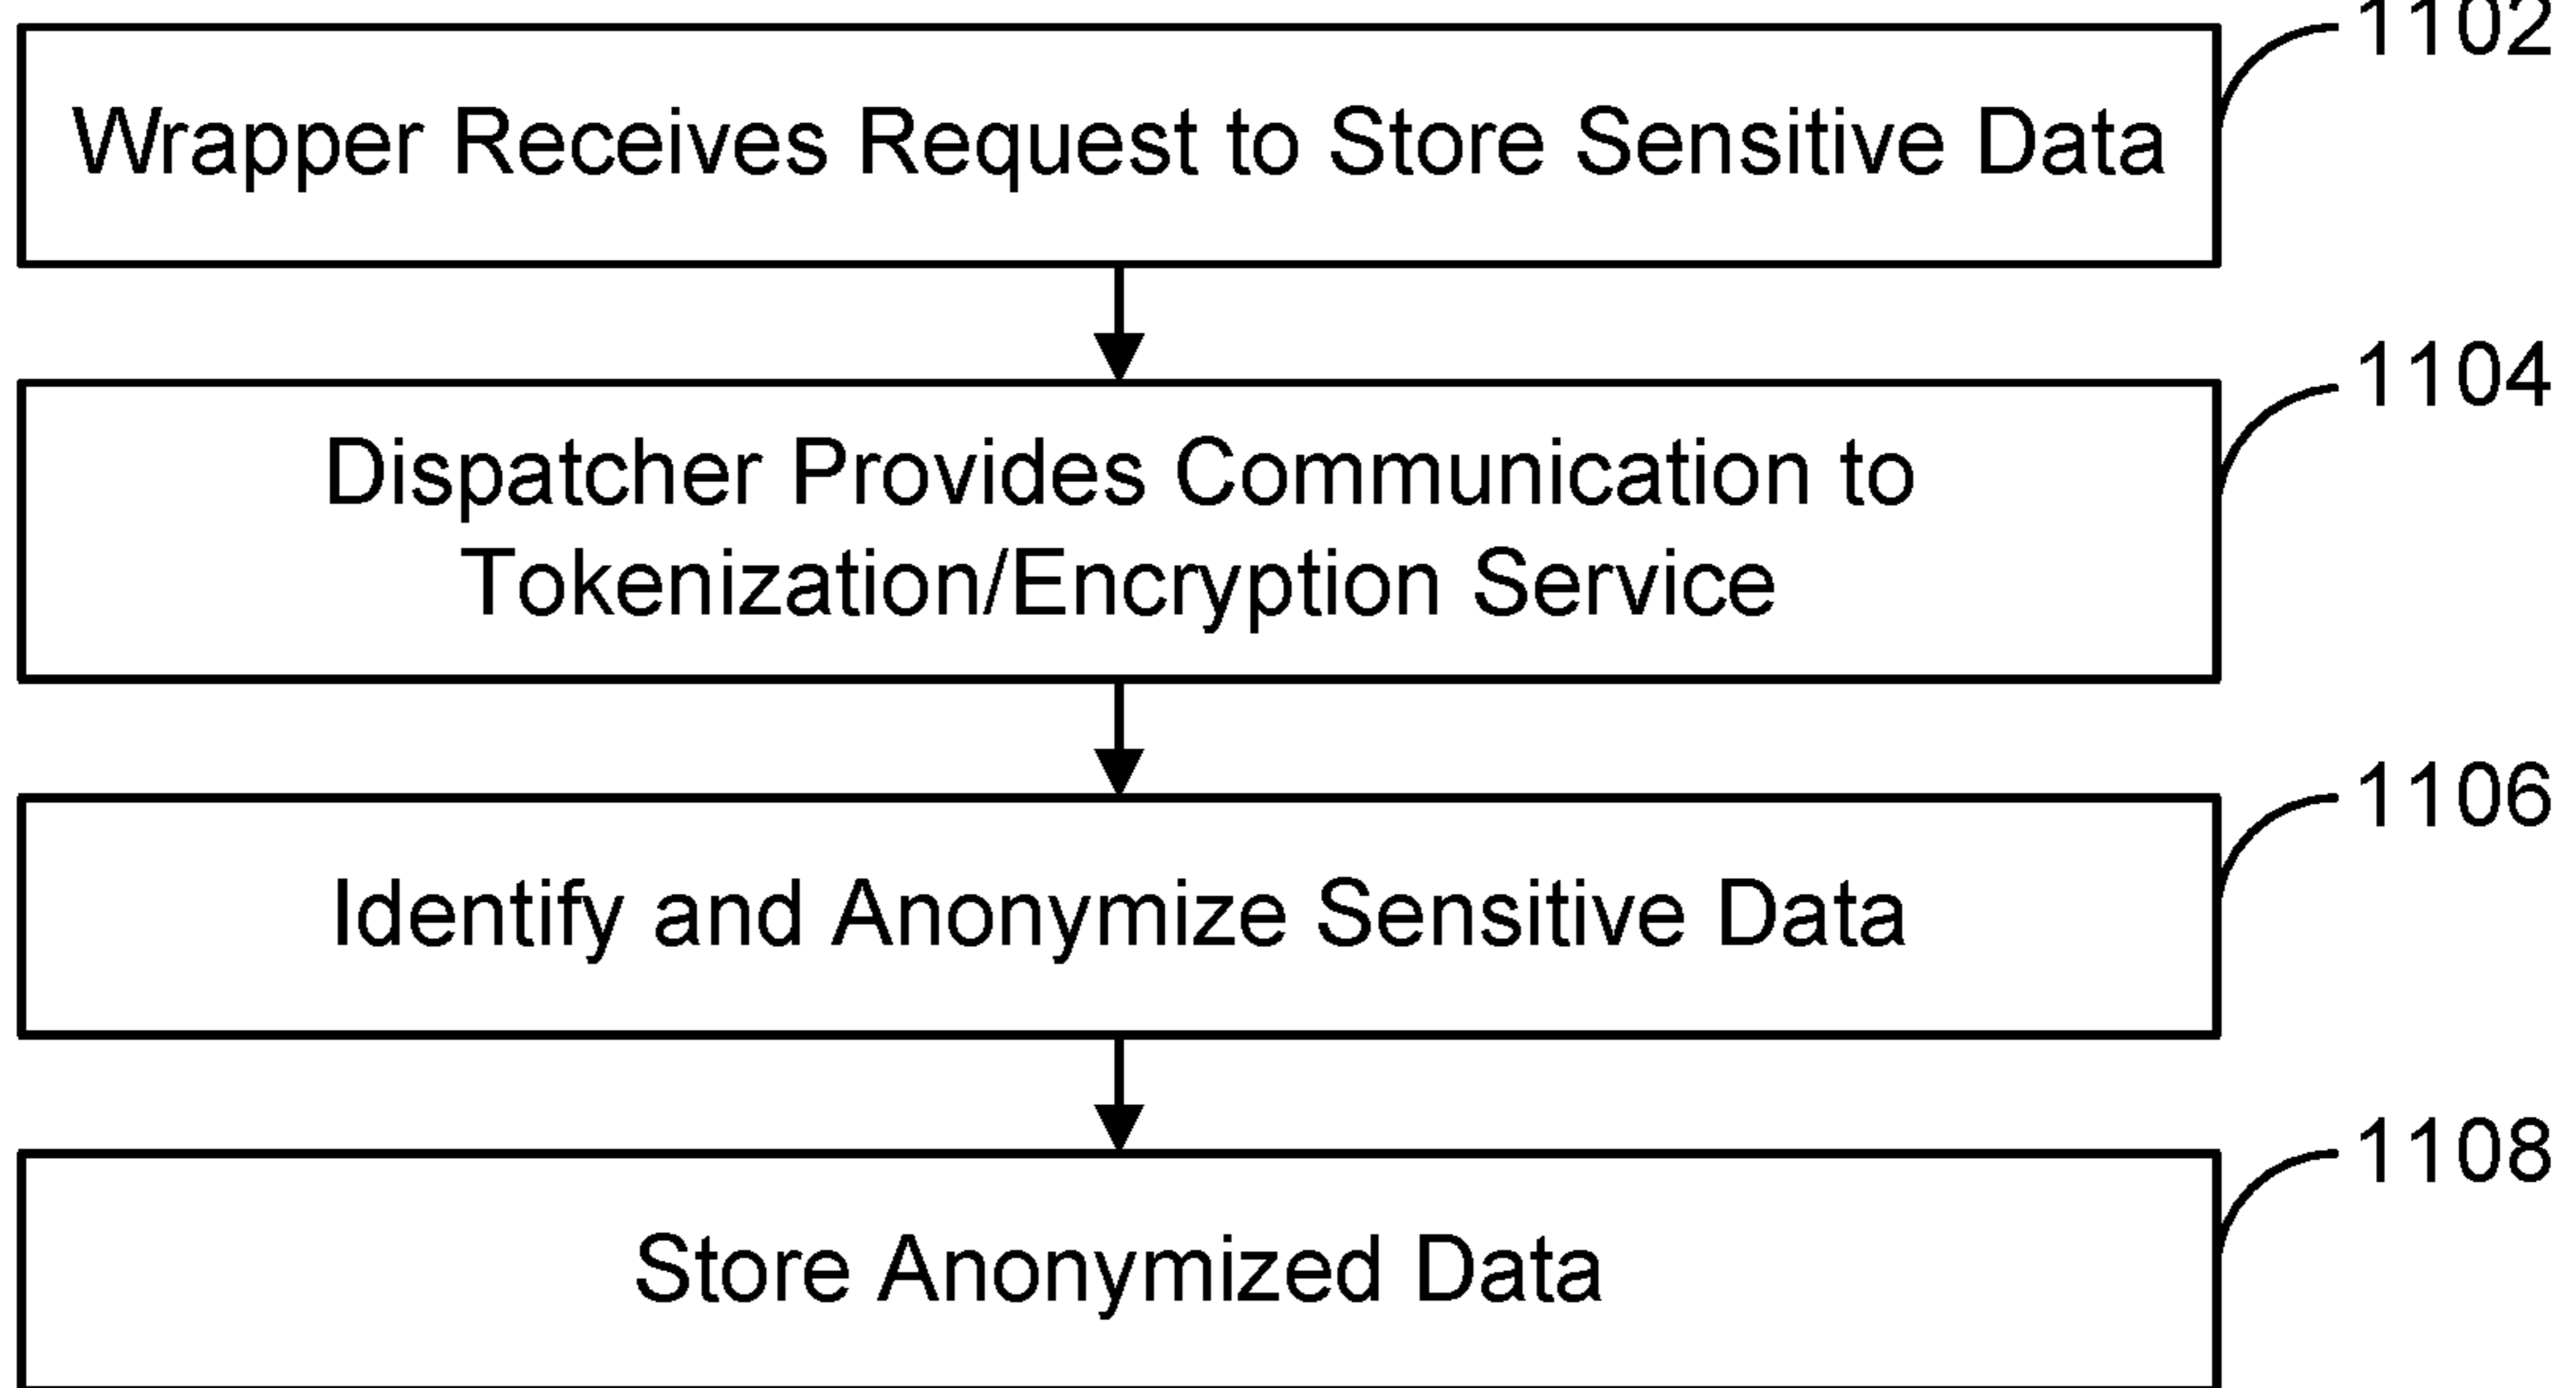 1102
Wrapper Receives Request to Store Sensitive Data
1104
Dispatcher Provides Communication to
Tokenization/Encryption Service
1106
Identify and Anonymize Sensitive Data
1108
Store Anonymized Data